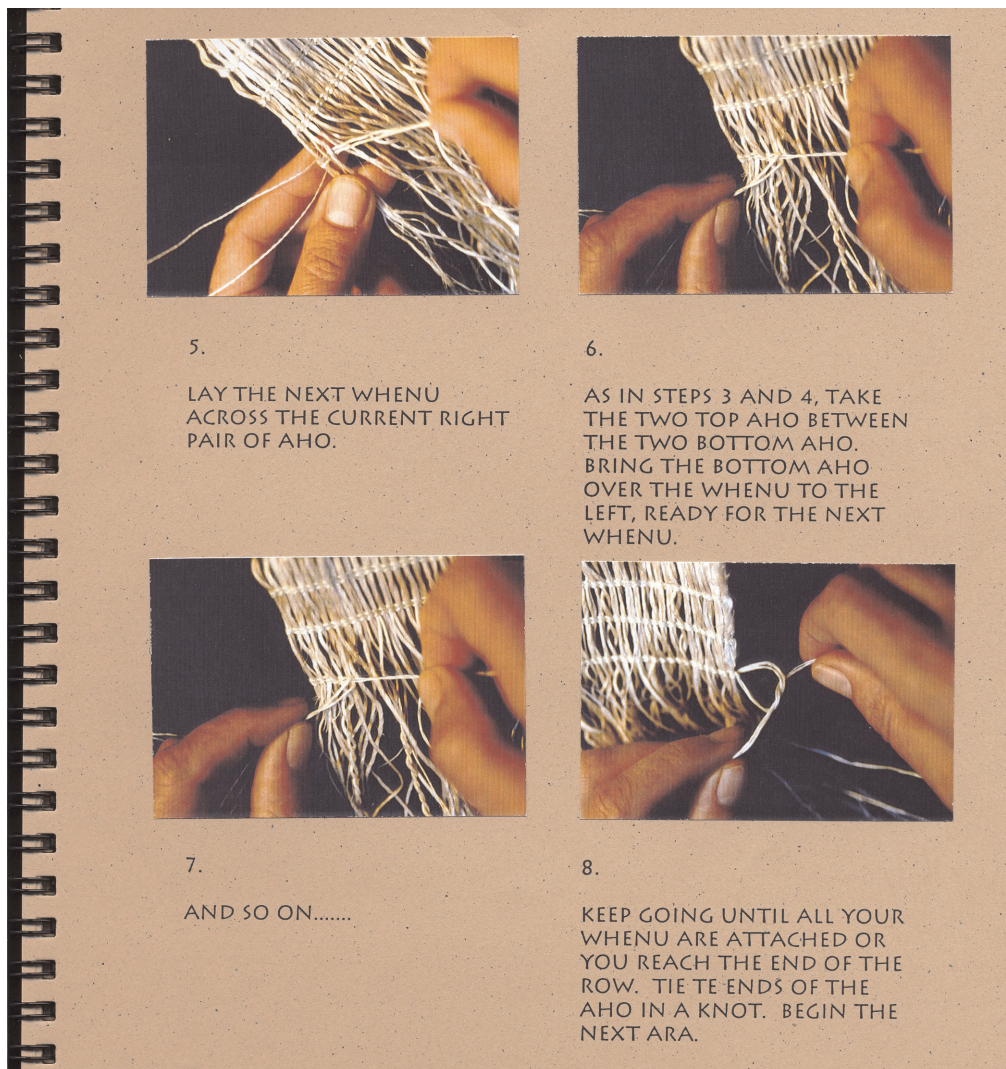 5.
LAY THE NEXT WHENU
ACROSS THE CURRENT RIGHT
PAIR OF AHO.
6.
AS IN STEPS 3 AND 4, TAKE
THE TWO TOP AHO BETWEEN
THE TWO BOTTOM AHO.
BRING THE BOTTOM AHO
OVER THE WHENU TO THE
LEFT, READY FOR THE NEXT
WHENU.
7.
AND SO ON.......
8.
KEEP GOING UNTIL ALL YOUR
WHENU ARE ATTACHED OR
YOU REACH THE END OF THE
ROW. TIE TE ENDS OF THE
AHO IN A KNOT. BEGIN THE
NEXT ARA.